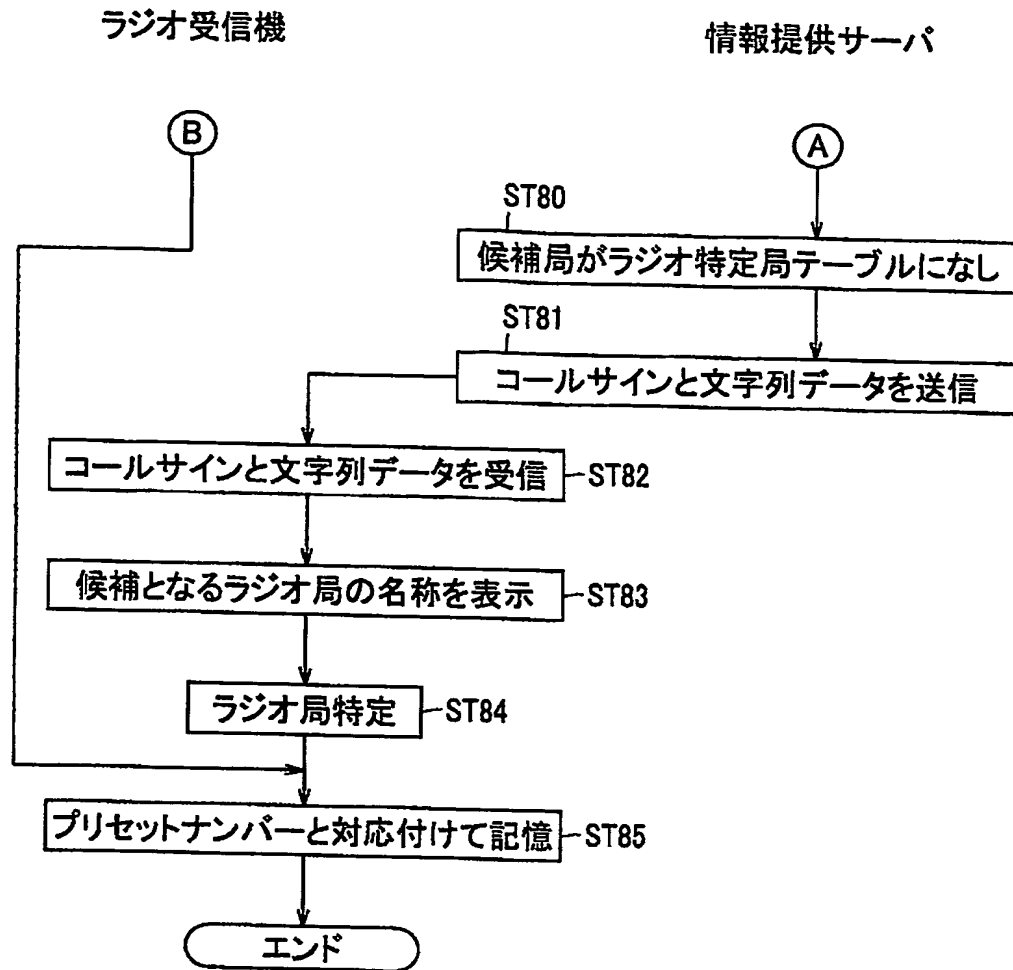 ラジオ受信機
情報提供サーバ
B
A
ST80
候補局がラジオ特定局テーブルになし
ST81
コールサインと文字列データを送信
コールサインと文字列データを受信
ST82
候補となるラジオ局の名称を表示
ST83
ラジオ局特定
ST84
プリセットナンバーと対応付けて記憶
ST85
エンド